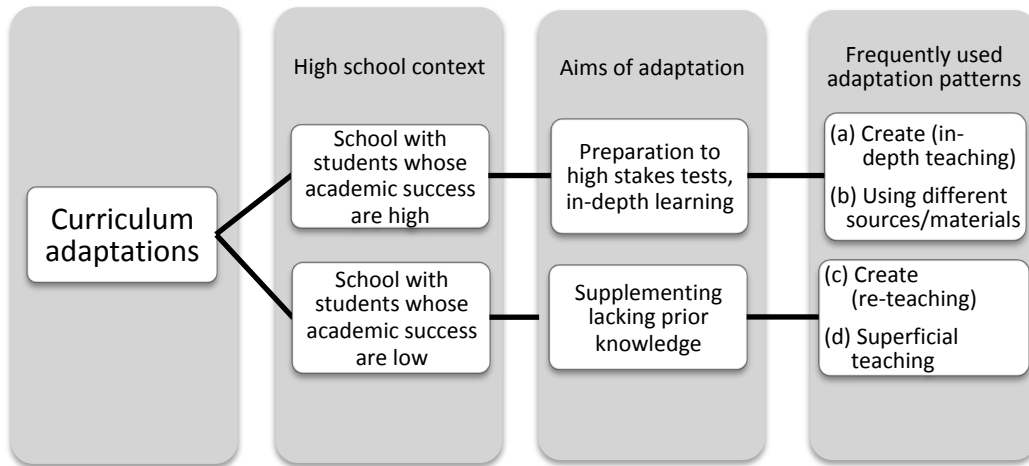 High school context
Aims of adaptation
Frequently used
adaptation patterns
Curriculum
adaptations
School with
students whose
academic success
are high
Preparation to
high stakes tests,
in-depth learning
(a) Create (in-
depth teaching)
(b) Using different
sources/materials
School with
students whose
academic success
are low
Supplementing
lacking prior
knowledge
(c) Create
(re-teaching)
(d) Superficial
teaching